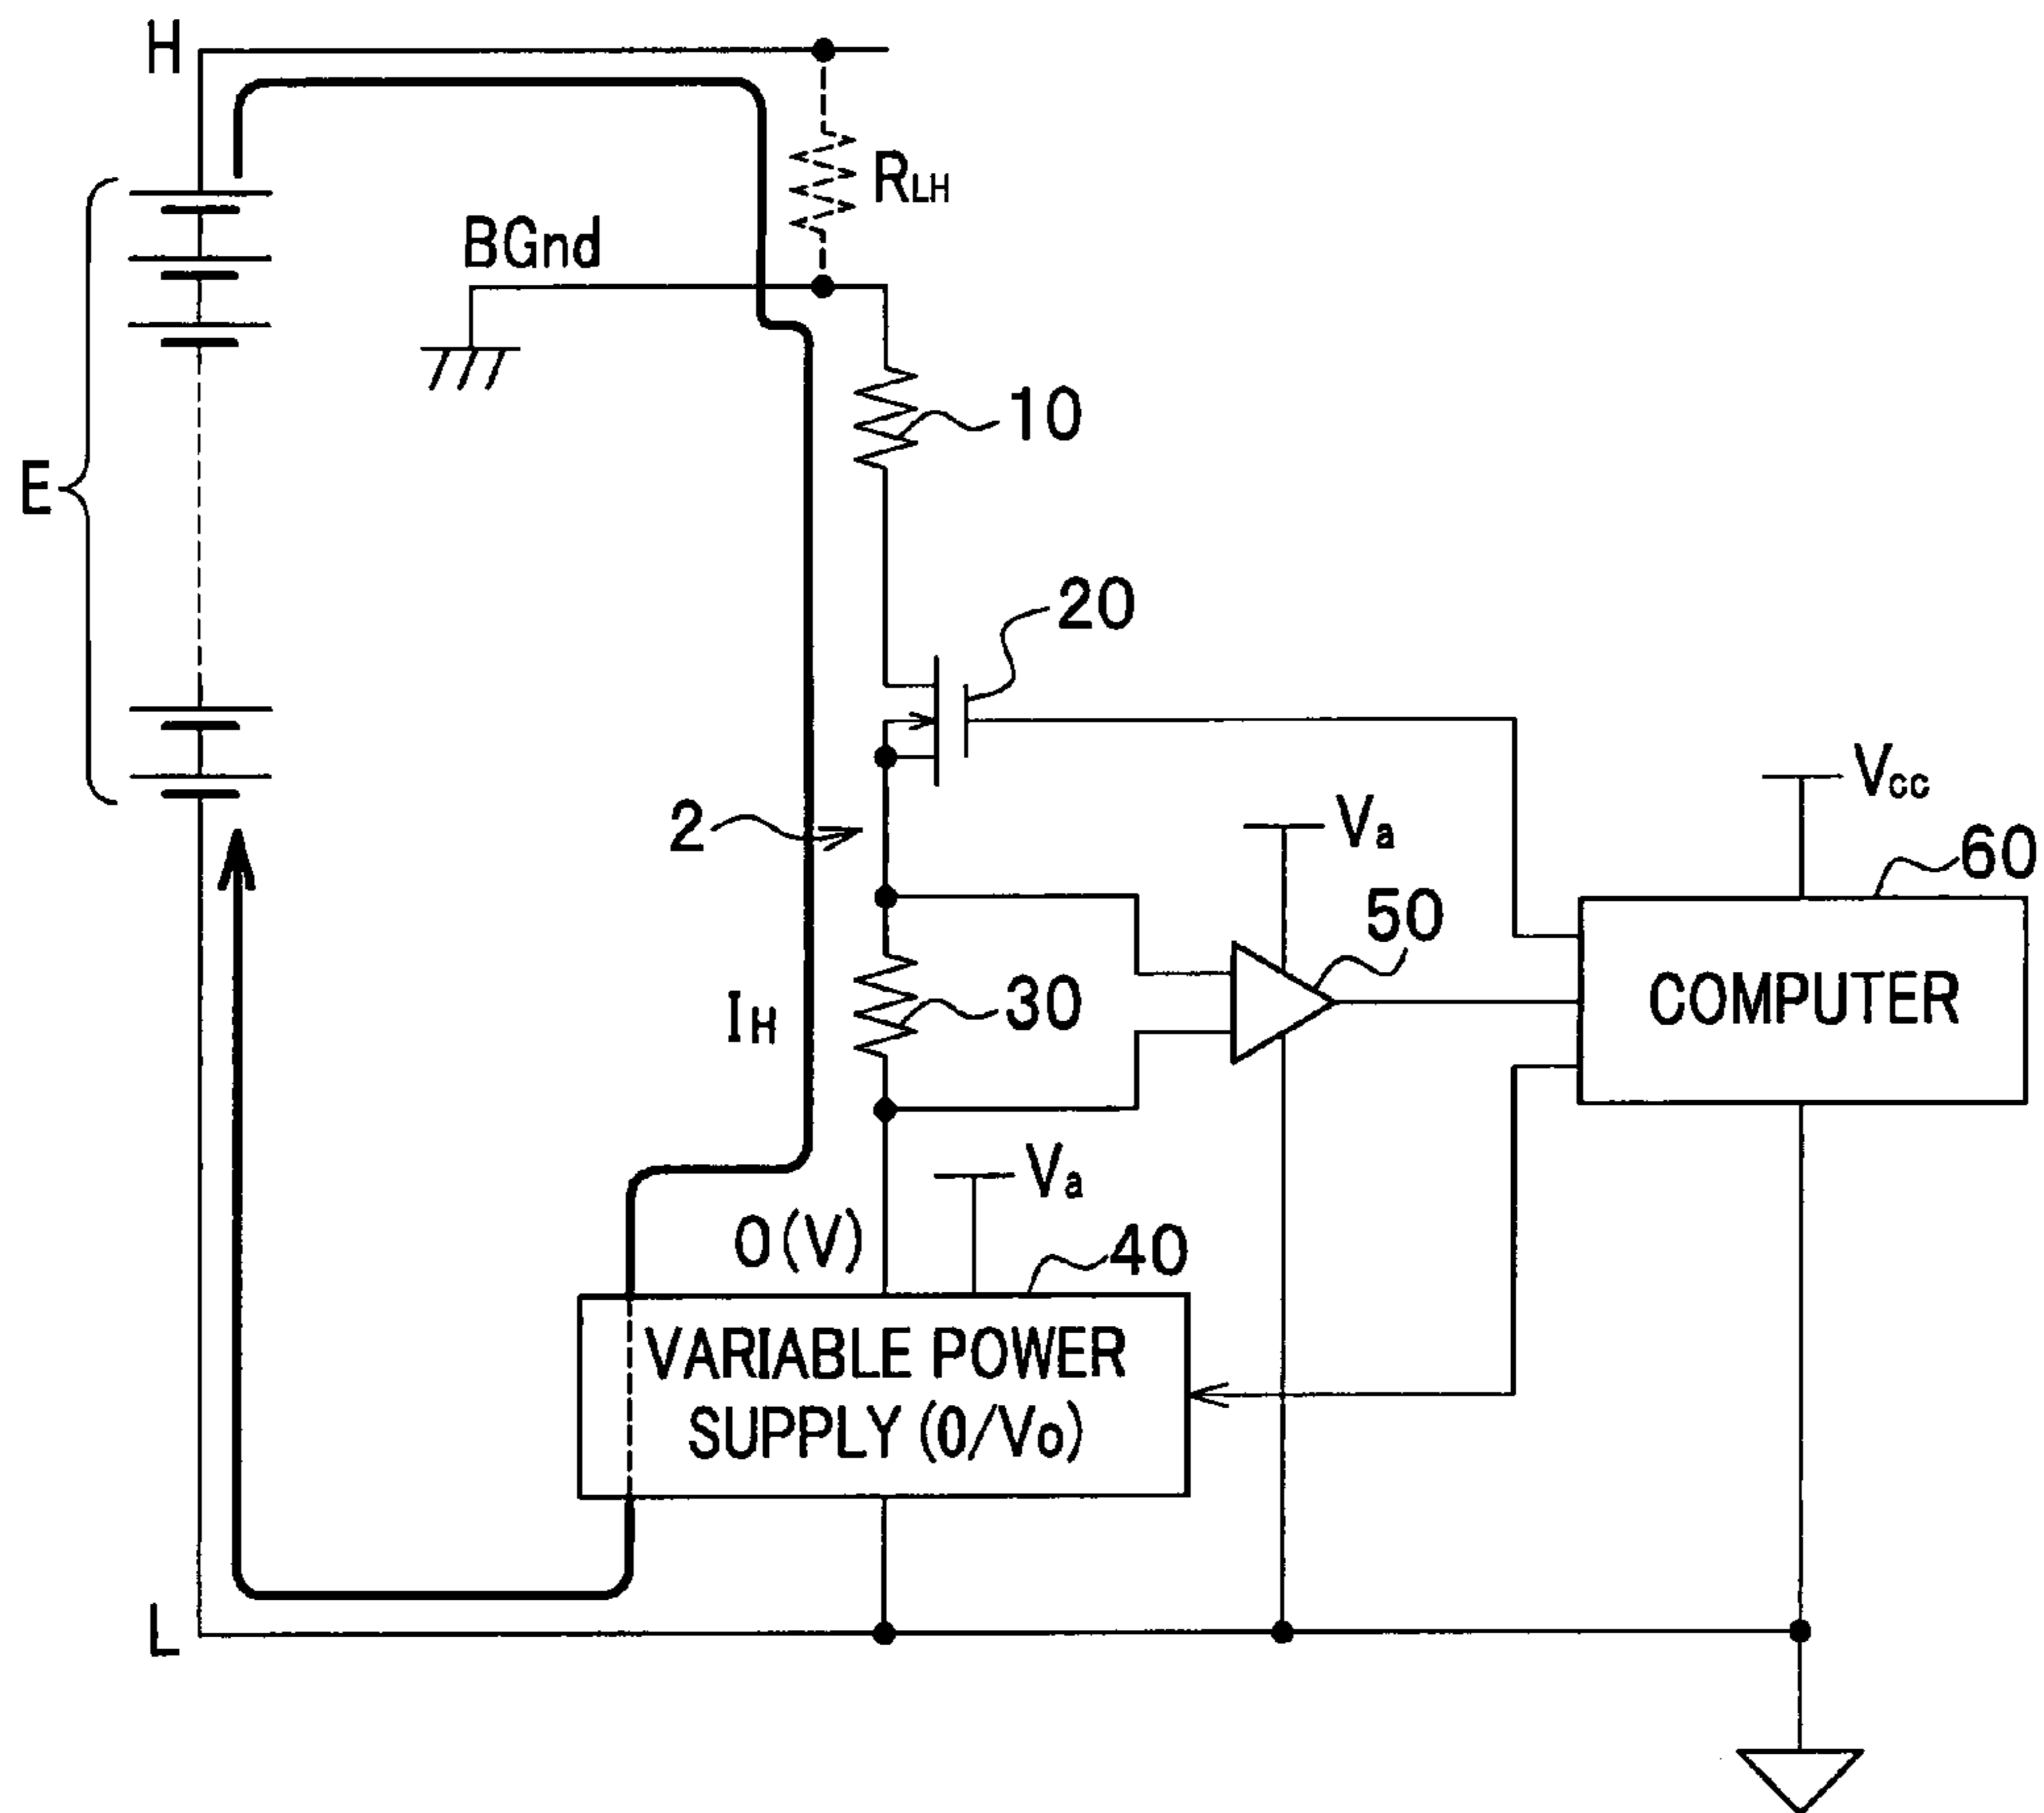 H
RLH
BGnd
10
E
20
Vcc
2
Va
60
50
COMPUTER
IH
30
Va
0(V)
40
VARIABLE POWER
SUPPLY (0/Vo)
L